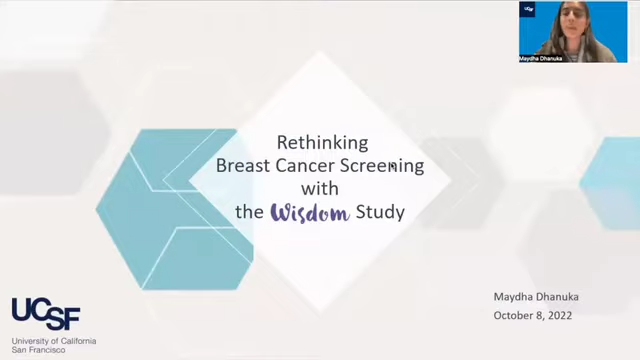 UCSF
Maydha Dhanuka
Rethinking
Breast Cancer Screening
with
the Wisdom Study
Maydha Dhanuka
October 8, 2022
UCSF
University of California
San Francisco